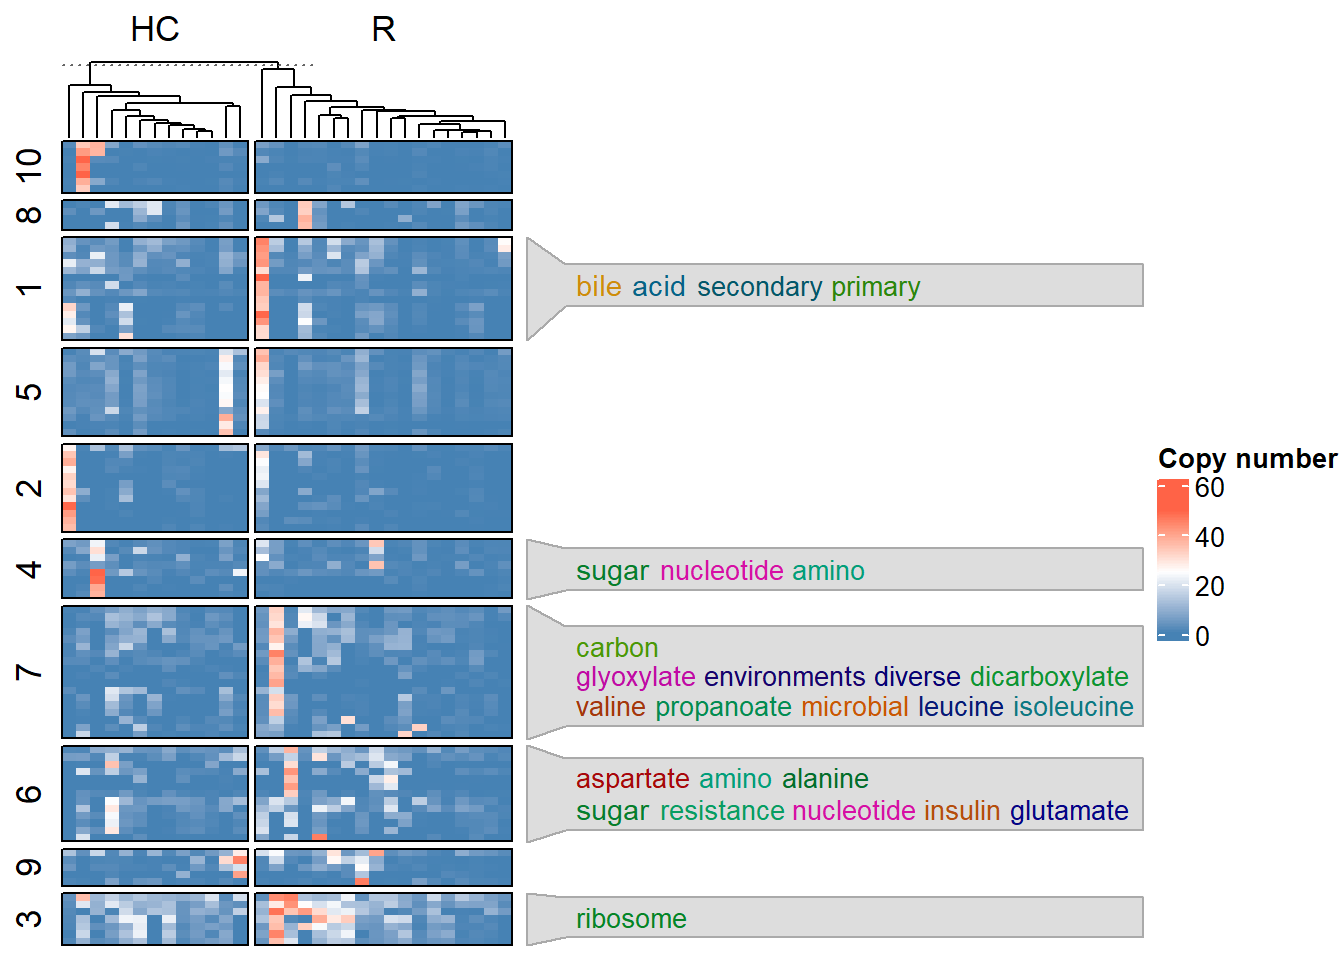 HC R
10
8
1
bile acid secondary primary
5
2
Copy number
60
40
20
0
4
sugar nucleotide amino
7
carbon
glyoxylate environments diverse dicarboxylate
valine propanoate microbial leucine isoleucine
6
aspartate amino alanine
sugar resistance nucleotide insulin glutamate
9
3
ribosome